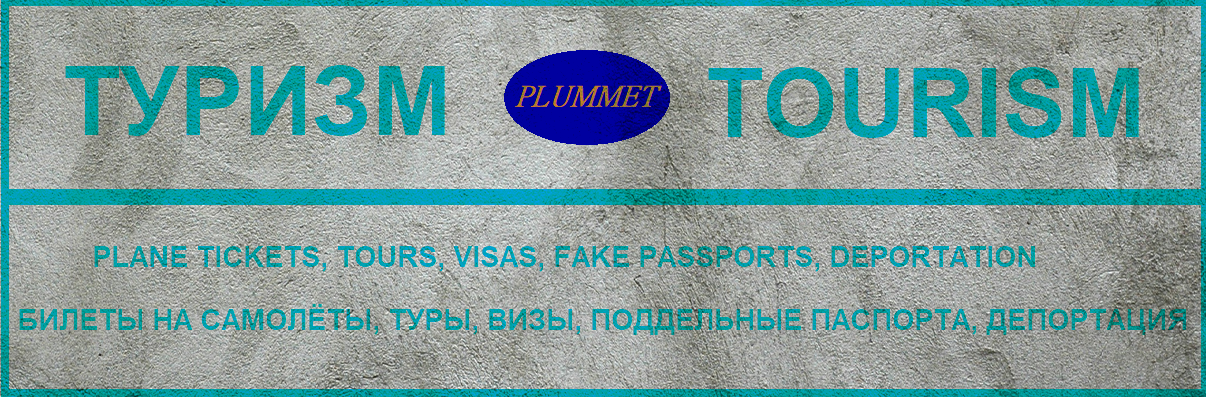 ТУРИЗМ PLUMMET TOURISM
PLANE TICKETS, TOURS, VISAS, FAKE PASSPORTS, DEPORTATION
БИЛЕТЫ НА САМОЛЁТЫ, ТУРЫ, ВИЗЫ, ПОДДЕЛЬНЫЕ ПАСПОРТА, ДЕПОРТАЦИЯ